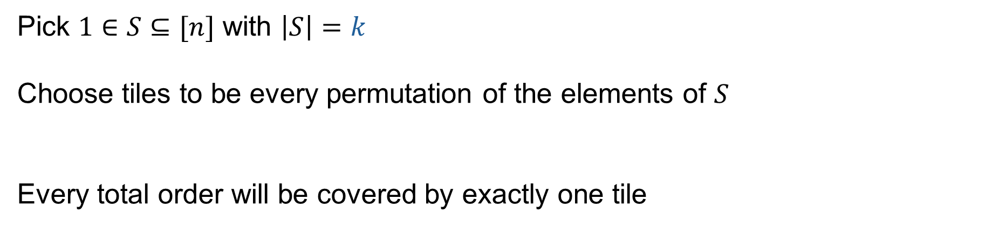 Pick 1 ∈ S ⊆ [n] with |S| = k
Choose tiles to be every permutation of the elements of S
Every total order will be covered by exactly one tile